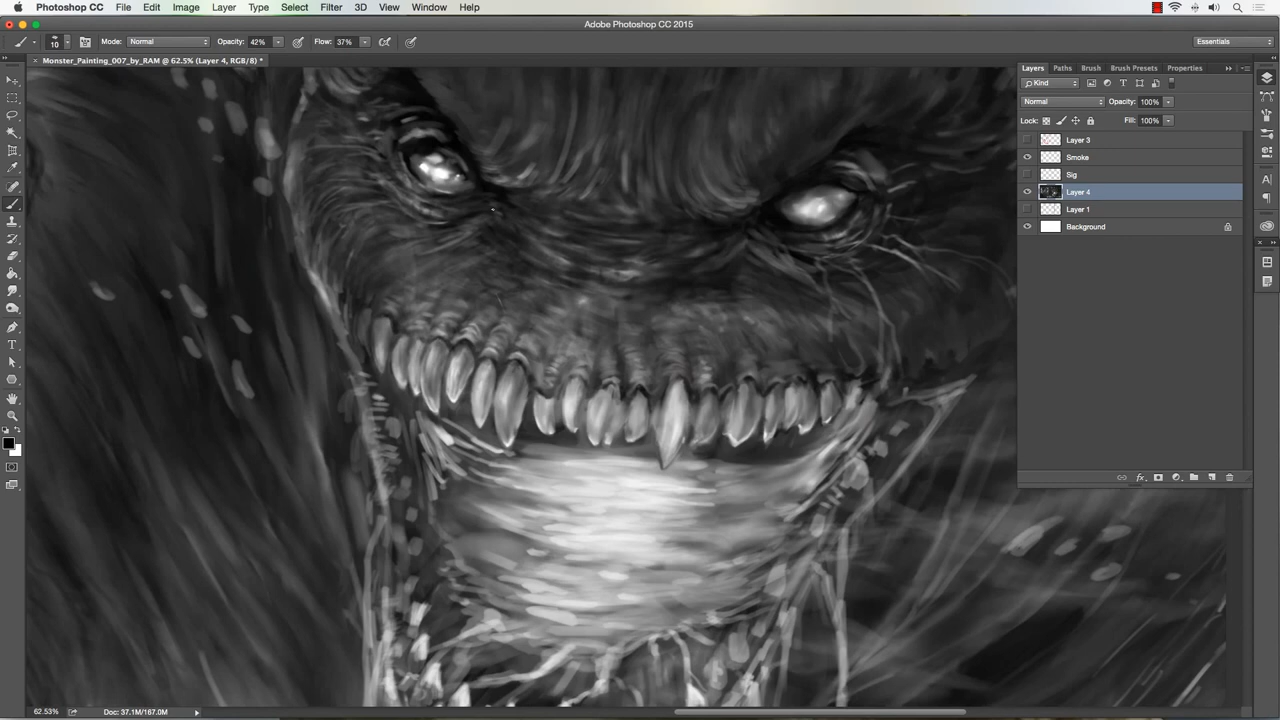 Photoshop CC File Edit Image Layer Type Select Filter 3D View Window Help
Adobe Photoshop CC 2015
10 Mode: Normal Opacity: 42% Flow: 37% Essentials
× Monster_Painting_007_by_RAM @ 62.5% (Layer 4, RGB/8) *
Layers Paths Brush Brush Presets Properties
Kind
Normal Opacity: 100%
Lock: Fill: 100%
Layer 3
Smoke
Sig
Layer 4
Layer 1
Background
fx
62.53% Doc: 37.1M/167.0M